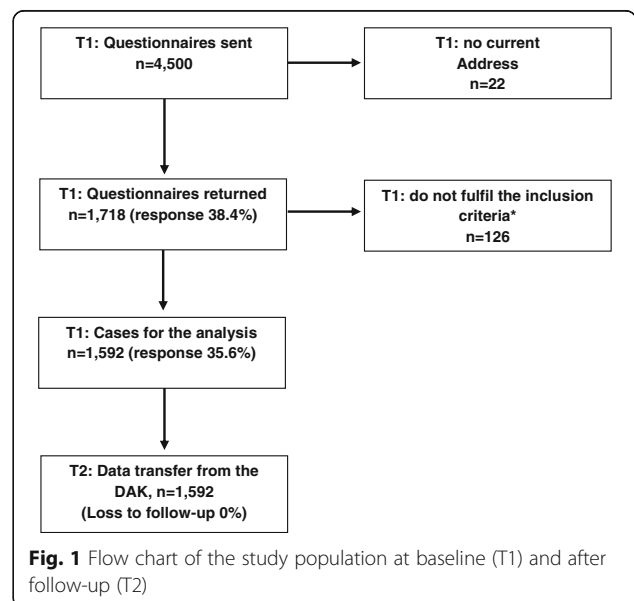 T1: Questionnaires sent
n=4,500
T1: no current
Address
n=22
T1: Questionnaires returned
n=1,718 (response 38.4%)
T1: do not fulfil the inclusion
criteria*
n=126
T1: Cases for the analysis
n=1,592 (response 35.6%)
T2: Data transfer from the
DAK, n=1,592
(Loss to follow-up 0%)
Fig. 1 Flow chart of the study population at baseline (T1) and after
follow-up (T2)